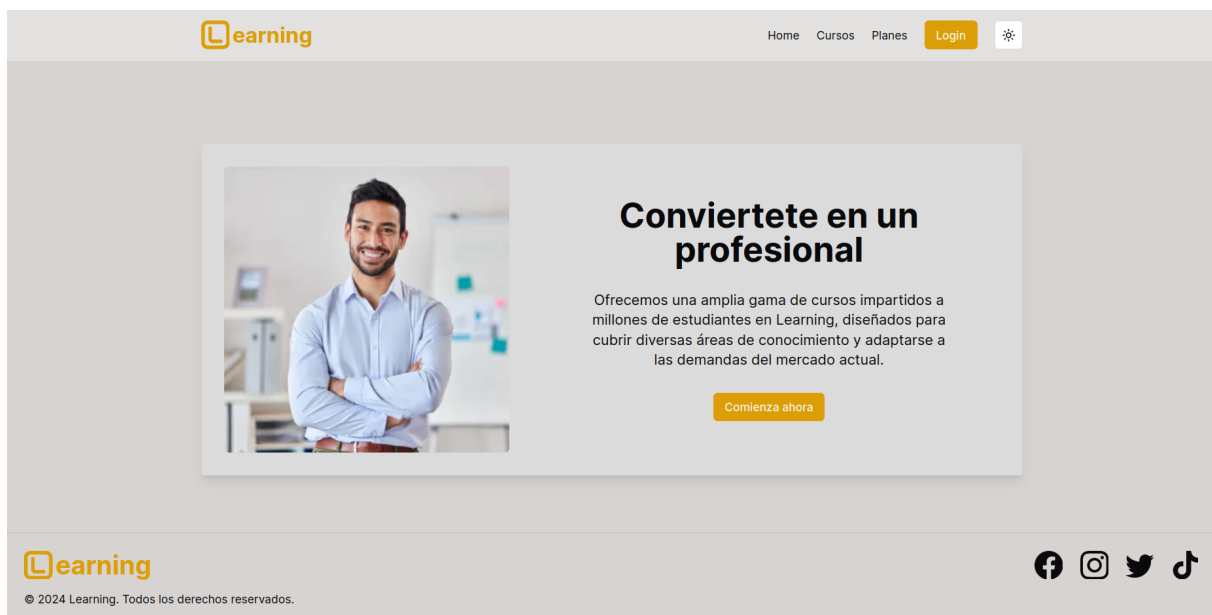 Learning
Home Cursos Planes Login
Conviertete en un
profesional
Ofrecemos una amplia gama de cursos impartidos a
millones de estudiantes en Learning, diseñados para
cubrir diversas áreas de conocimiento y adaptarse a
las demandas del mercado actual.
Comienza ahora
Learning
© 2024 Learning. Todos los derechos reservados.